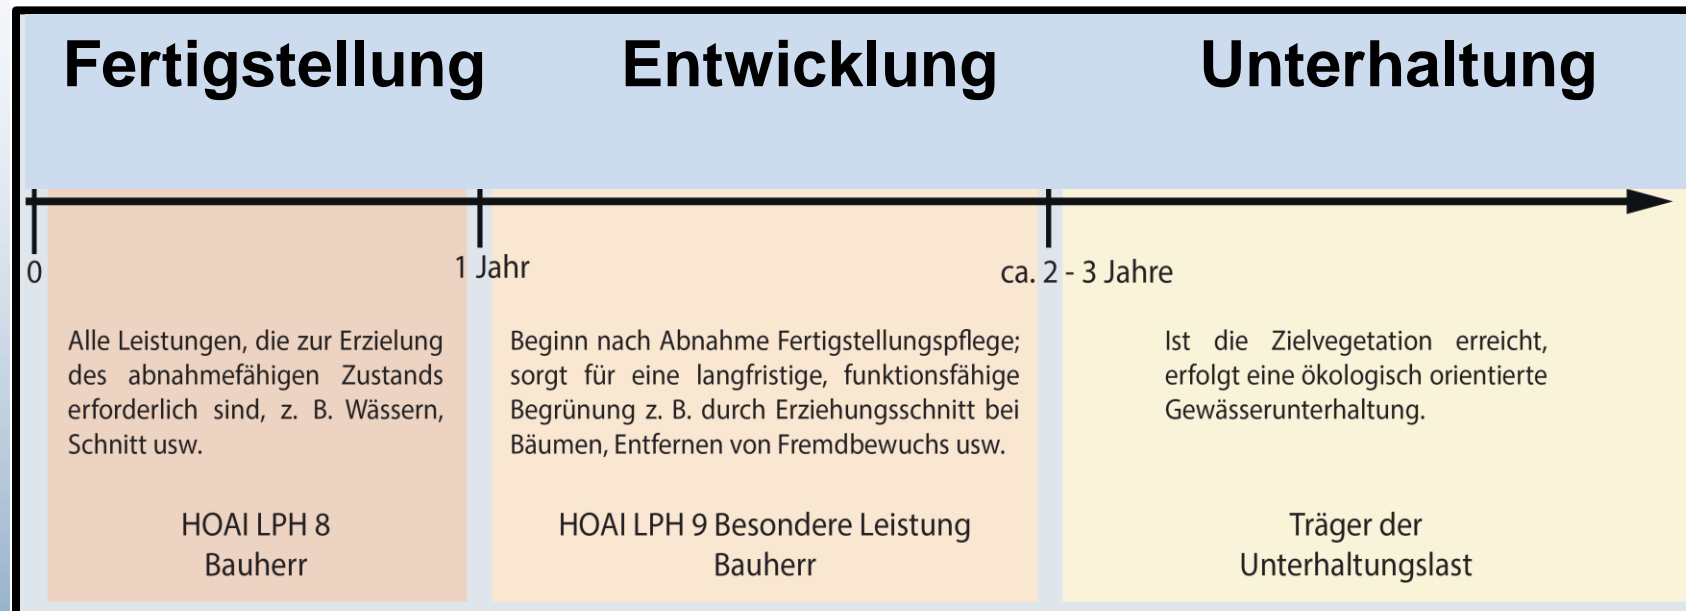 Fertigstellung
Entwicklung
Unterhaltung
0
1 Jahr
ca. 2 - 3 Jahre
Alle Leistungen, die zur Erzielung
des abnahmefähigen Zustands
erforderlich sind, z. B. Wässern,
Schnitt usw.
HOAI LPH 8
Bauherr
Beginn nach Abnahme Fertigstellungspflege;
sorgt für eine langfristige, funktionsfähige
Begrünung z. B. durch Erziehungsschnitt bei
Bäumen, Entfernen von Fremdbewuchs usw.
HOAI LPH 9 Besondere Leistung
Bauherr
Ist die Zielvegetation erreicht,
erfolgt eine ökologisch orientierte
Gewässerunterhaltung.
Träger der
Unterhaltungslast